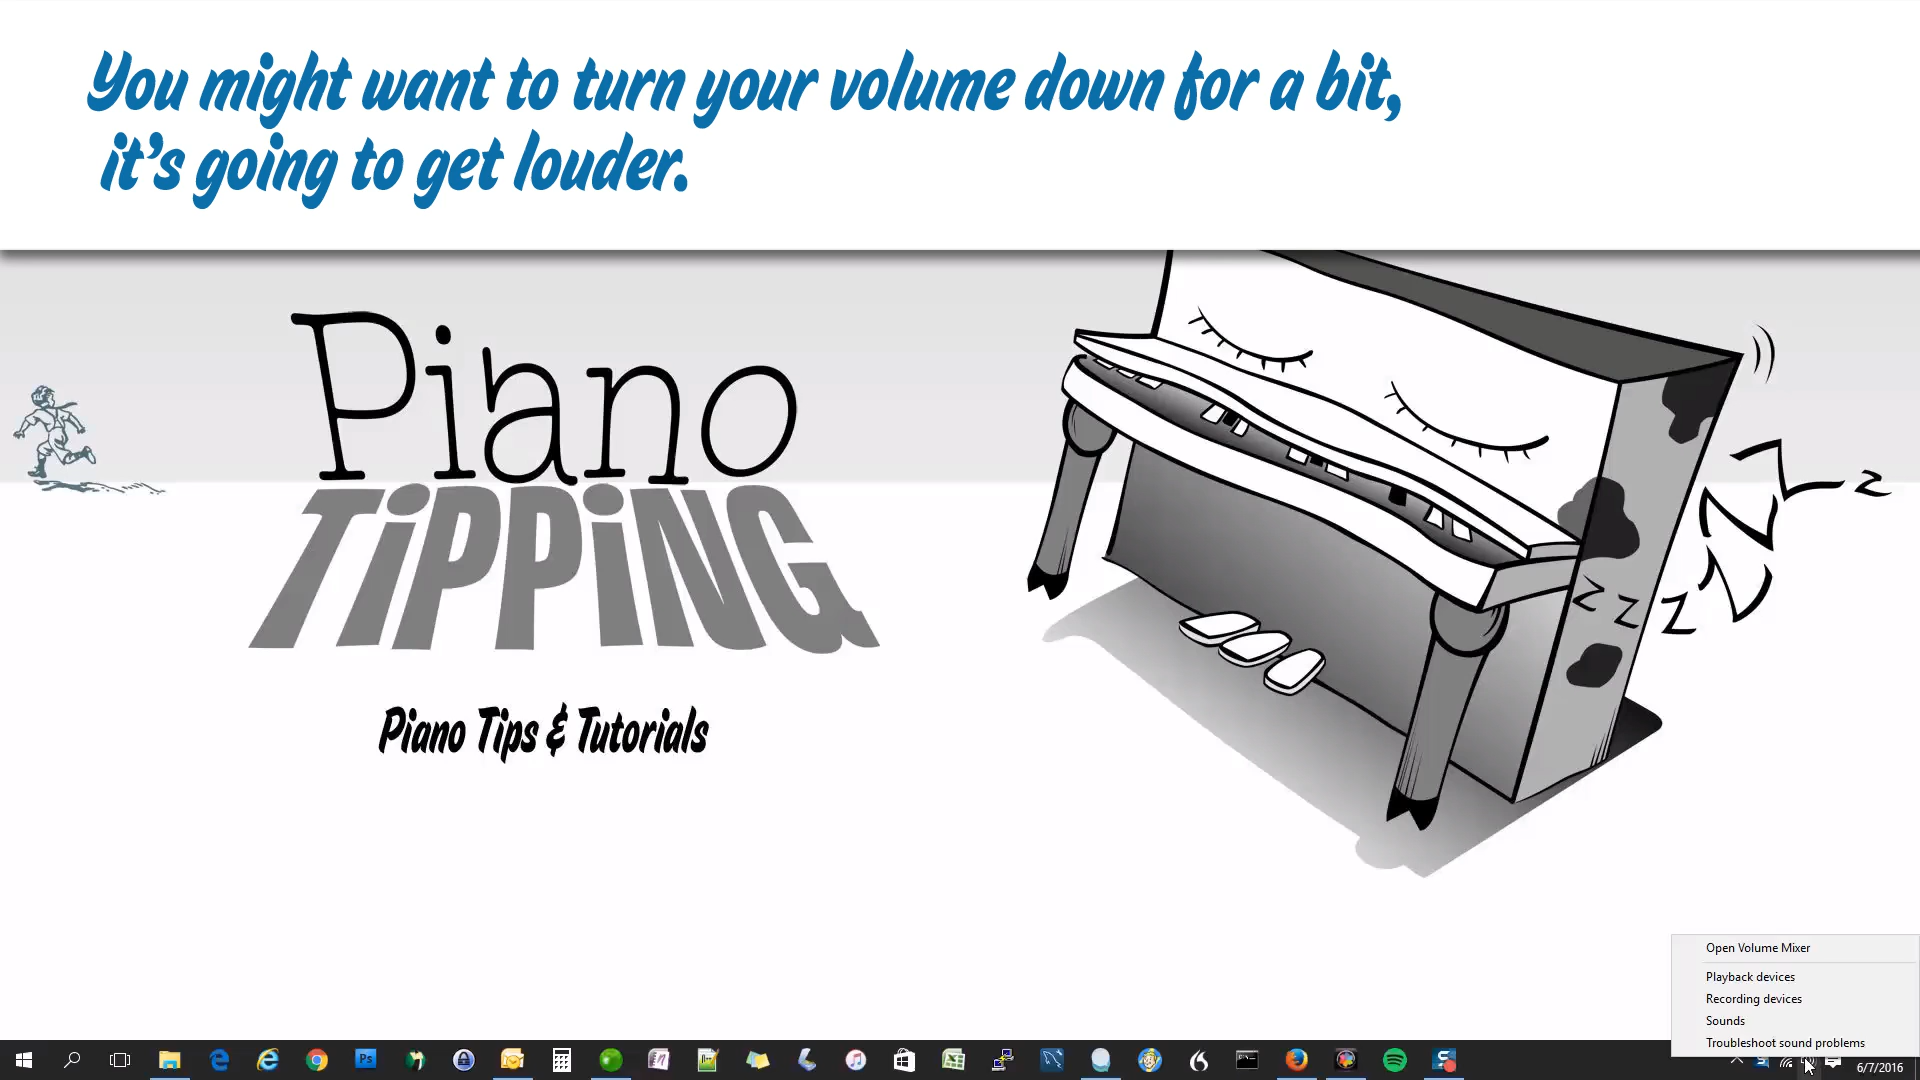 You might want to turn your volume down for a bit,
it's going to get louder.
Piano
TiPPiNG
Piano Tips & Tutorials
z z z Z Z Z Z z
Open Volume Mixer
Playback devices
Recording devices
Sounds
Troubleshoot sound problems
Ps
6/7/2016